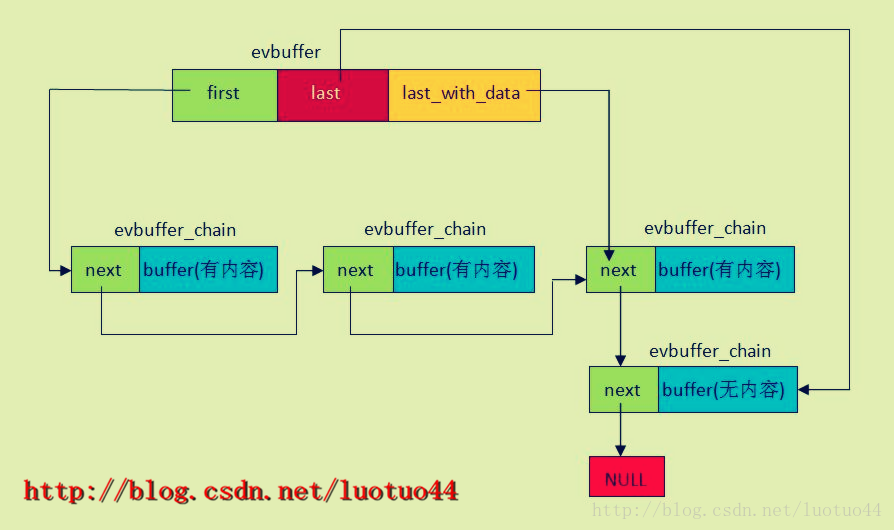 evbuffer
first last last_with_data
evbuffer_chain evbuffer_chain evbuffer_chain
next buffer(有内容) next buffer(有内容) next buffer(有内容)
evbuffer_chain
next buffer(无内容)
NULL
http://blog.csdn.net/luotuo44
http://blog.csdn.net/luotuo44